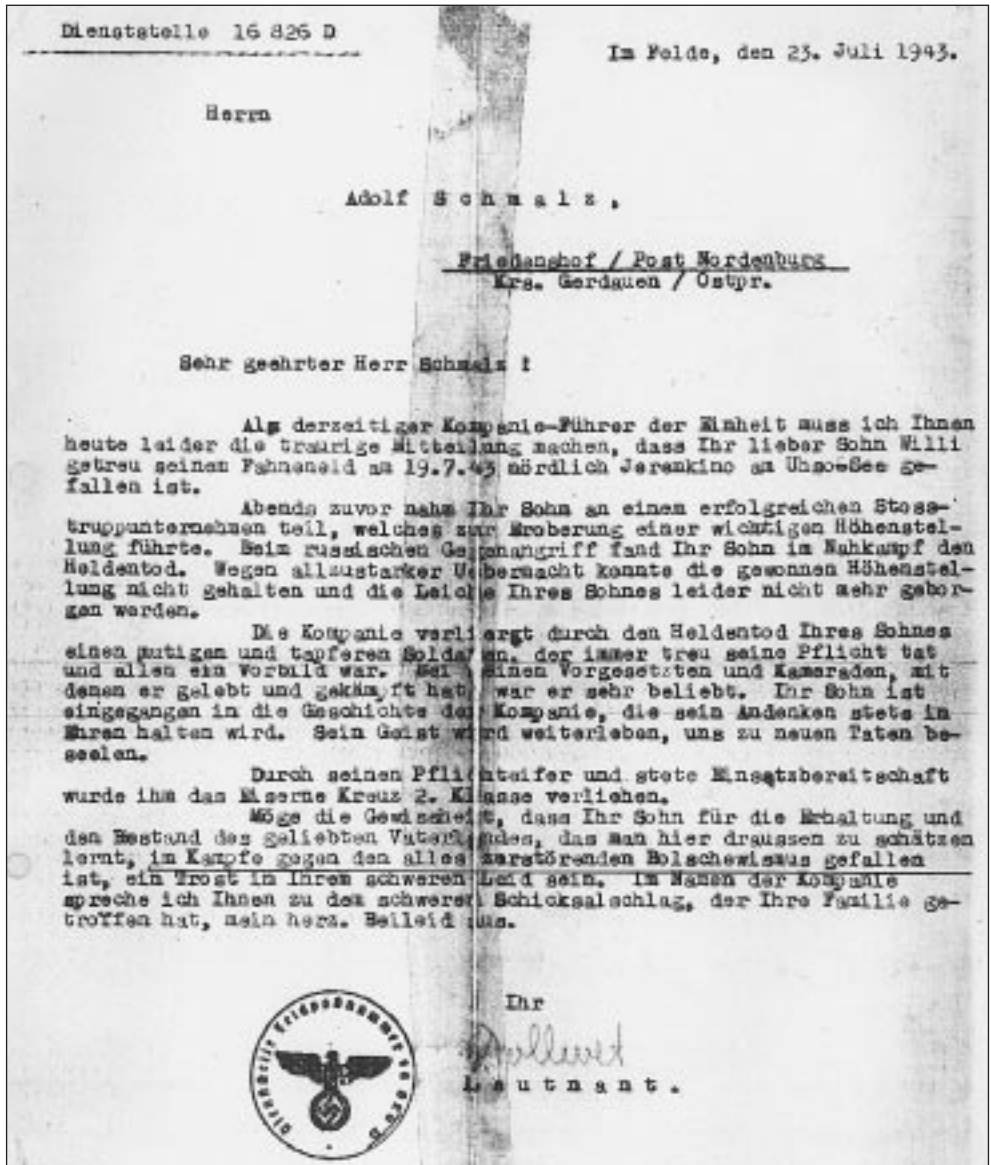 Dienststelle 16 826 D
Im Felde, den 23. Juli 1943.
Herrn
Adolf S c h m a l z ,
Friedenshof / Post Nordenburg
Krs. Gerdauen / Ostpr.
Sehr geehrter Herr Schmalz !
Als derzeitiger Kompanie-Führer der Einheit muss ich Ihnen
heute leider die traurige Mitteilung machen, dass Ihr lieber Sohn Willi
getreu seinem Fahneneid am 19.7.43 nördlich Jeremkino am ge-
fallen ist.
Abends zuvor nahm Ihr Sohn an einem erfolgreichen Stoss-
truppunternehmen teil, welches zur Eroberung einer wichtigen Höhenstel-
lung führte. Beim russischen Gegenangriff fand Ihr Sohn im Nahkampf den
Heldentod. Wegen allzustarker Uebermacht konnte die gewonnen Höhenstel-
lung nicht gehalten und die Leiche Ihres Sohnes leider nicht mehr gebor-
gen werden.
Die Kompanie durch den Heldentod Ihres Sohnes
einen mutigen und tapferen Soldaten, der immer treu seine Pflicht tat
und allen ein Vorbild war. Bei seinen Vorgesetzten und Kameraden, mit
denen er gelebt und gekämpft hat, war er sehr beliebt. Ihr Sohn ist
eingegangen in die Geschichte der Kompanie, die sein Andenken stets in
Ehren halten wird. Sein Geist wird weiterleben, uns zu neuen Taten be-
seelen.
Durch seinen Pflichteifer und stete Einsatzbereitschaft
wurde ihm das Eiserne Kreuz 2. Klasse verliehen.
Möge die Gewissheit, dass Ihr Sohn für die Erhaltung und
den Bestand des geliebten Vaterlandes, das man hier draussen zu schätzen
lernt, im Kampfe gegen den alles zerstörenden Bolschewismus gefallen
ist, ein Trost in Ihrem schweren Leid sein. Im Namen der Kompanie
spreche ich Ihnen zu dem schweren Schicksalschlag, der Ihre Familie ge-
troffen hat, mein herz. Beileid aus.
Ihr
L e u t n a n t .